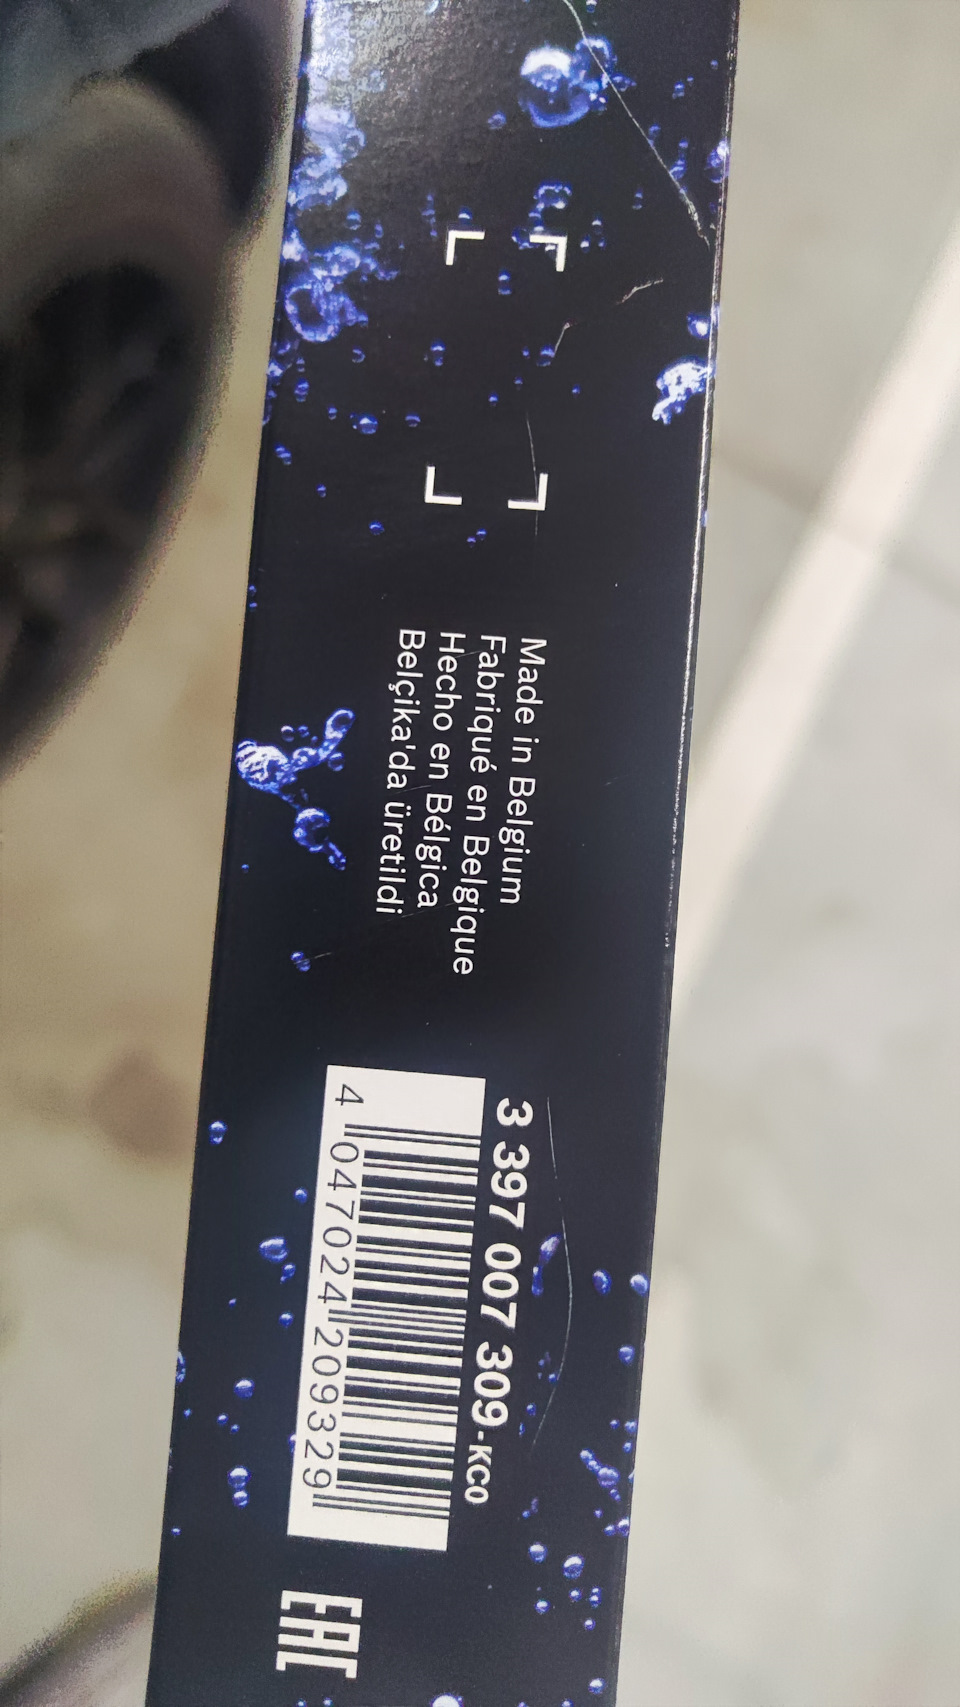 Made in Belgium
Fabriqué en Belgique
Hecho en Bélgica
Belçika'da üretildi
3 397 007 309-KC0
4 047024 209329
EAC